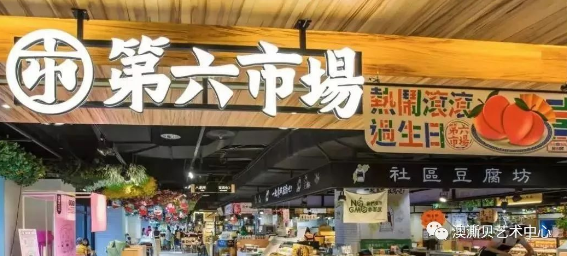 市 第六市場
熱鬧滾滾
過生日
第六市場
社區豆腐坊
NO
GMO
澳澌贝艺术中心